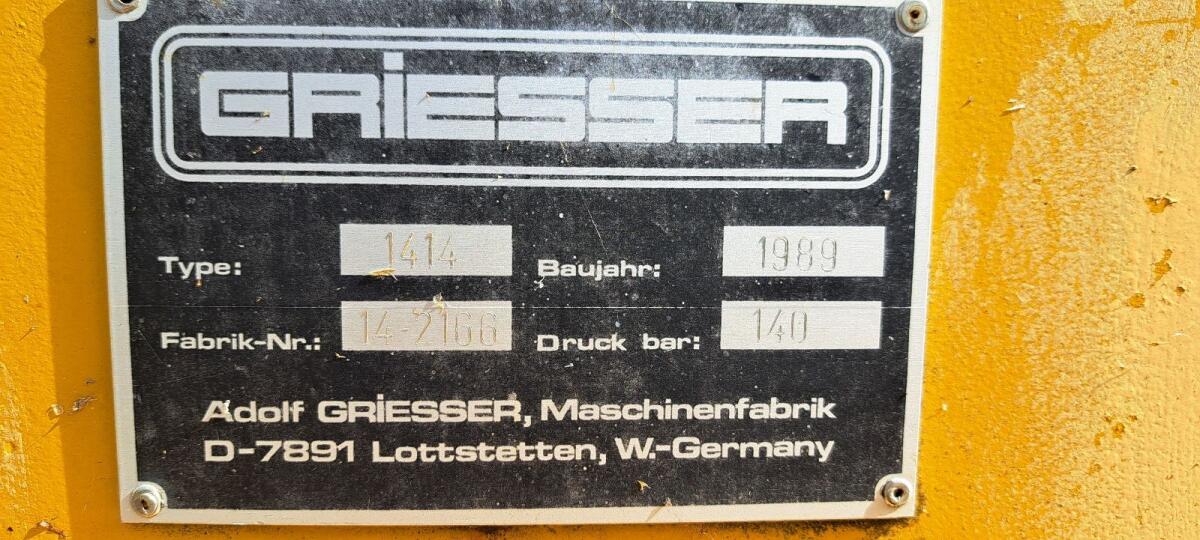 GRiESSER
Type: 1414 Baujahr: 1989
Fabrik-Nr.: 14-2166 Druck bar: 140
Adolf GRiESSER, Maschinenfabrik
D-7891 Lottstetten, W.-Germany